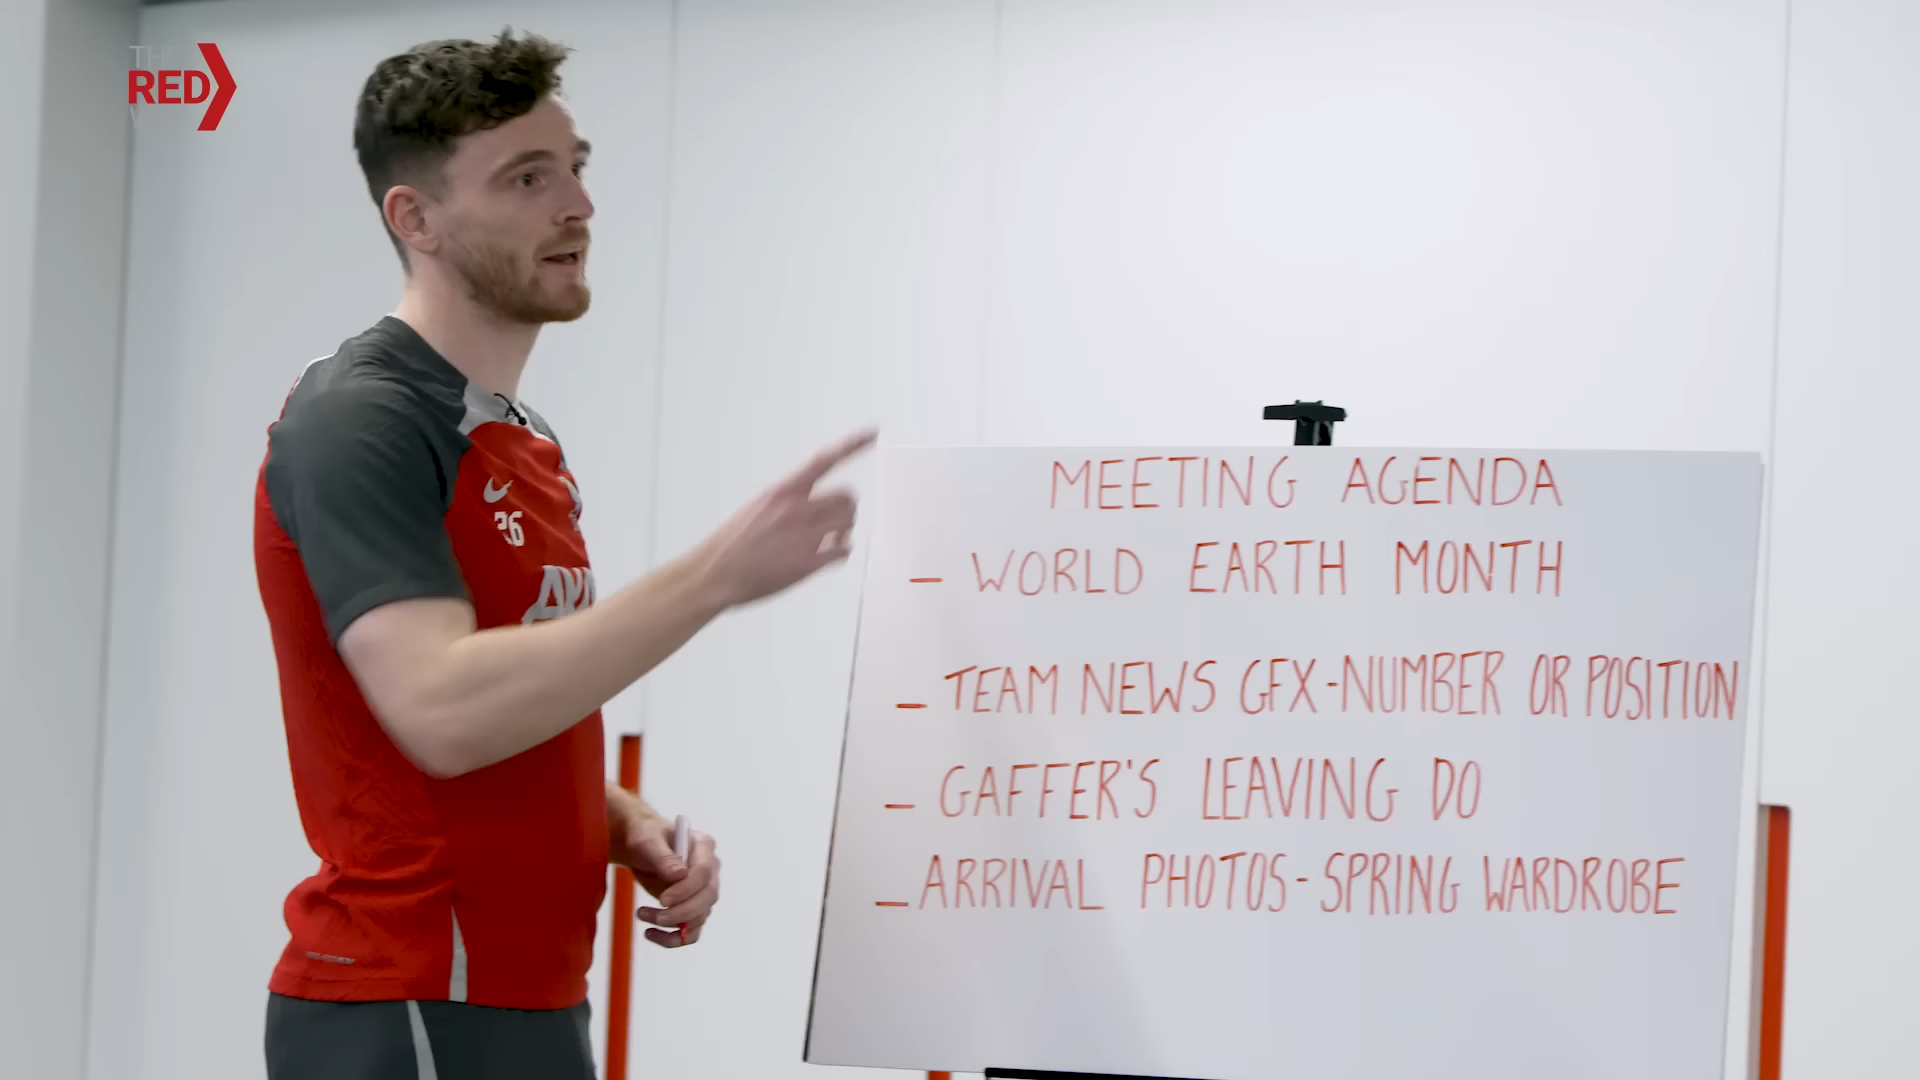 THE
RED
26
MEETING AGENDA
– WORLD EARTH MONTH
– TEAM NEWS GFX-NUMBER OR POSITION
– GAFFER'S LEAVING DO
– ARRIVAL PHOTOS-SPRING WARDROBE